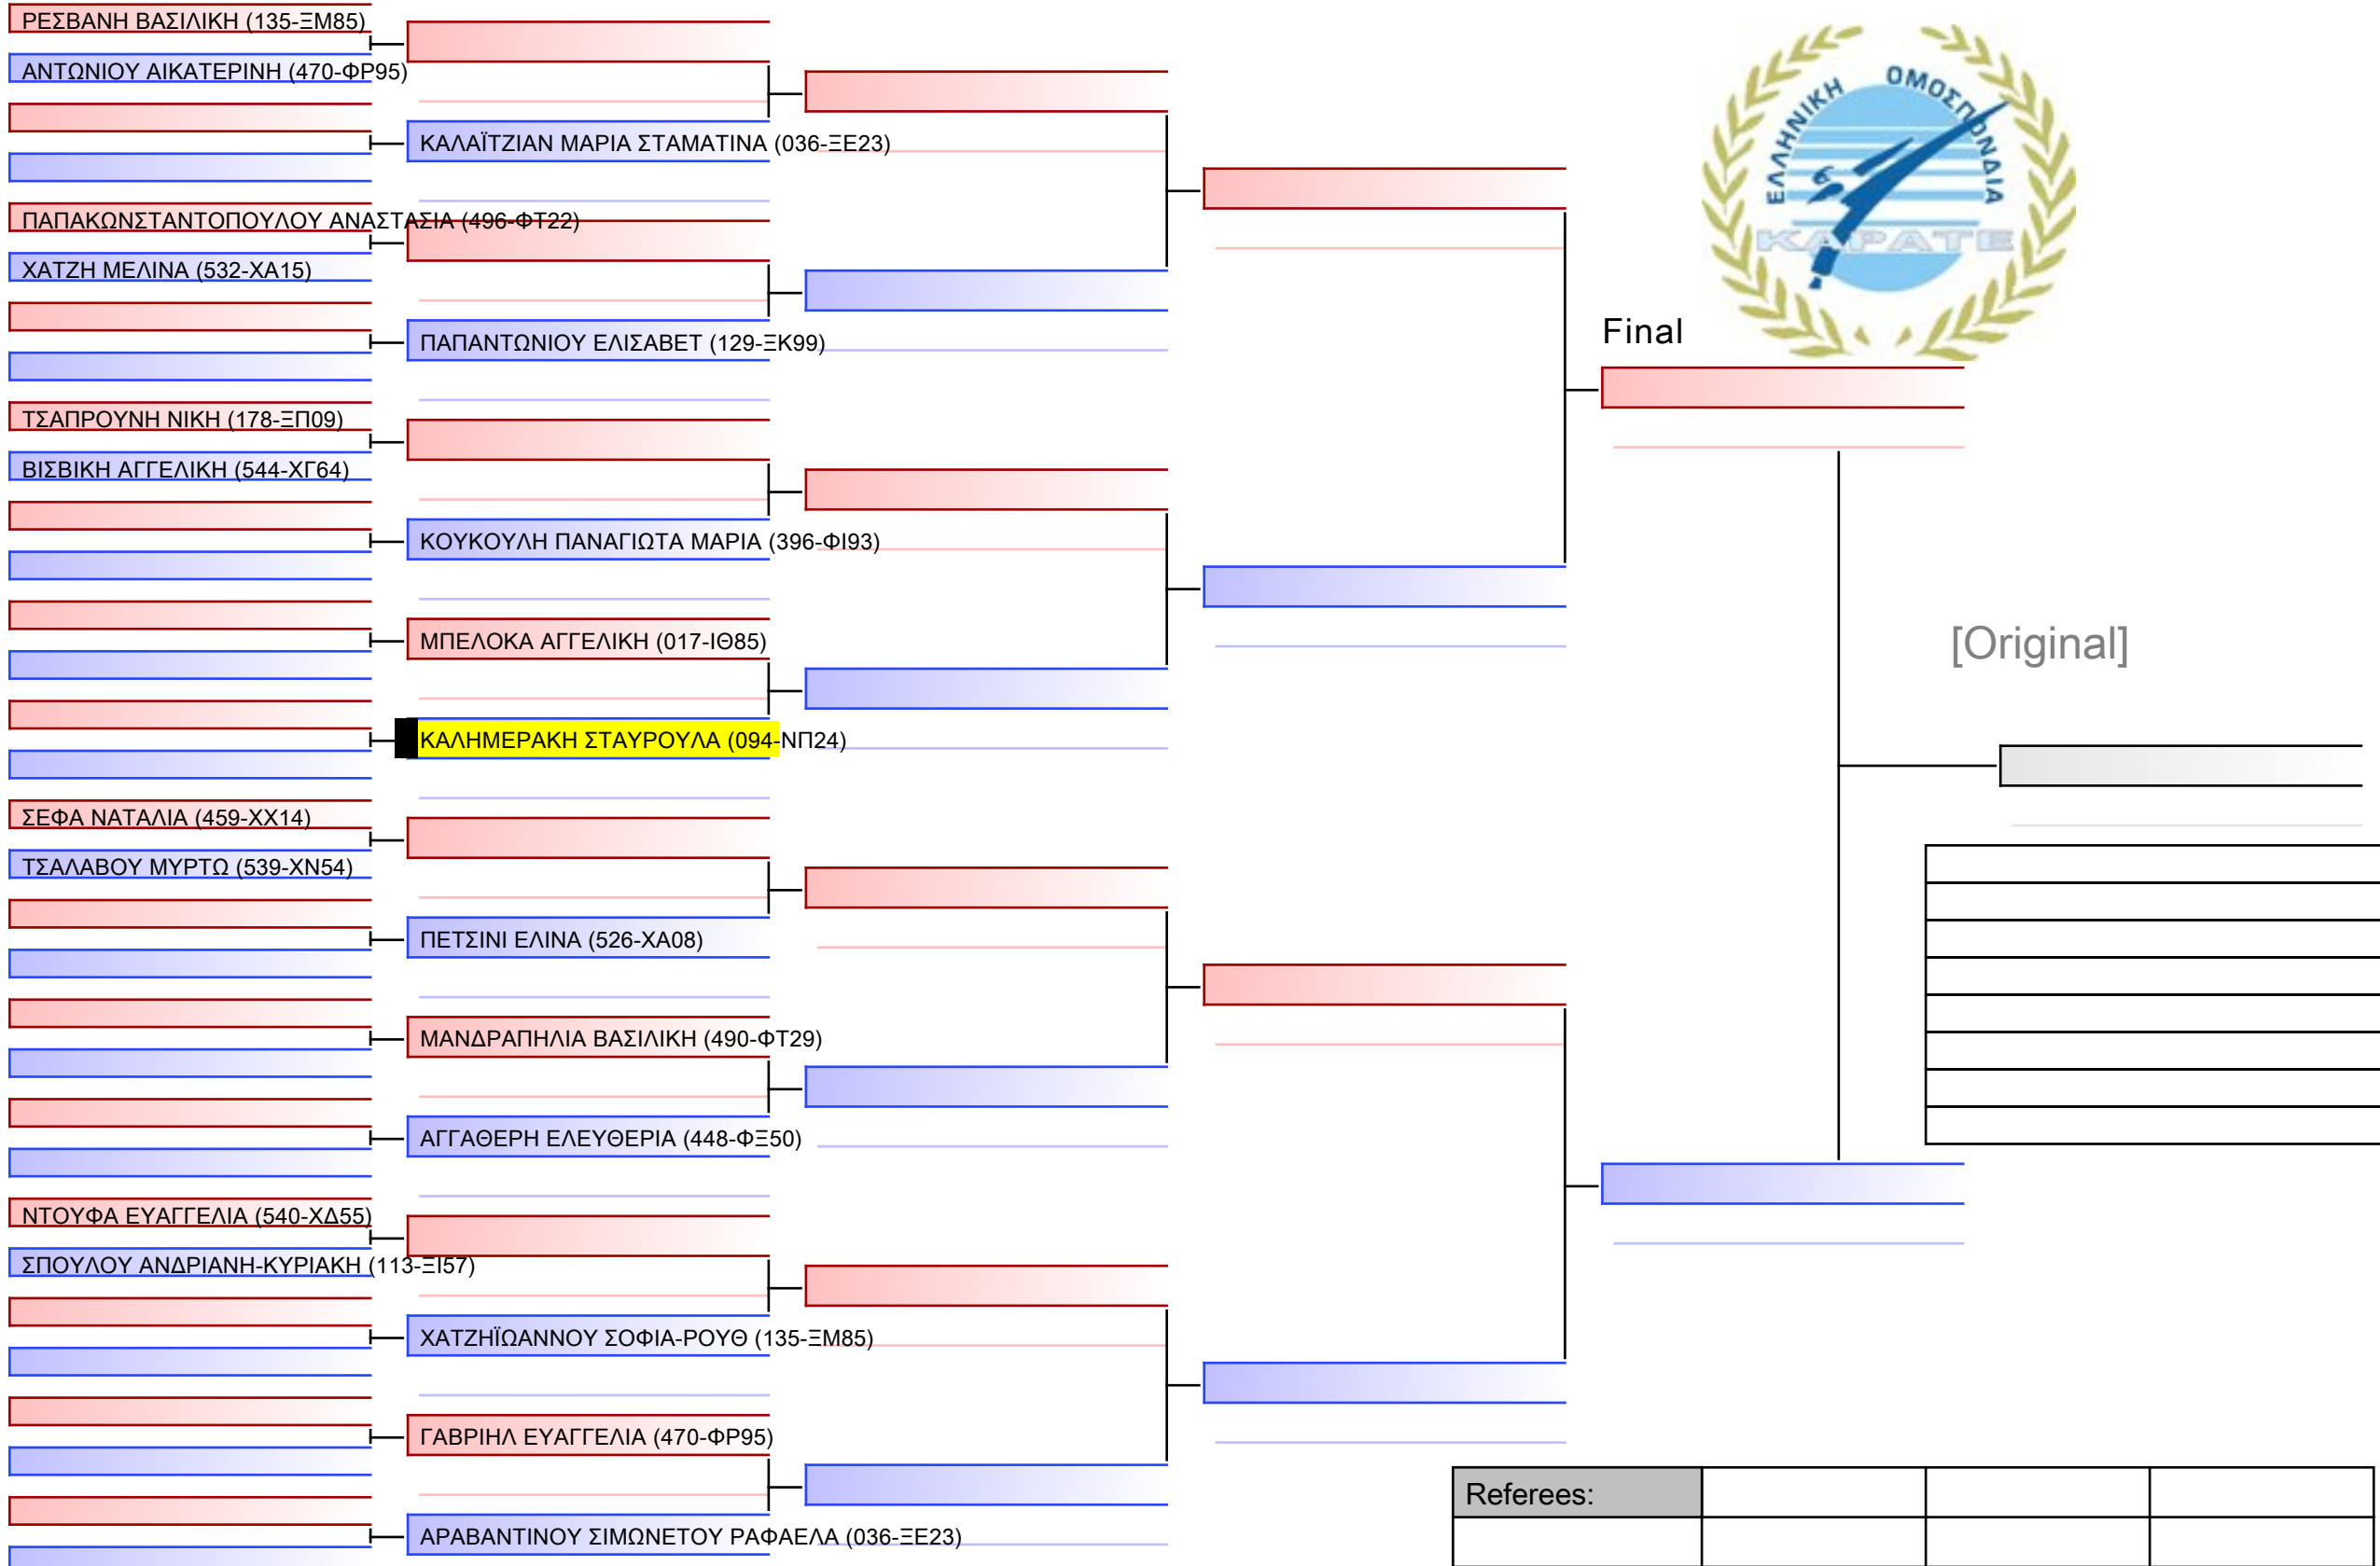 ΡΕΣΒΑΝΗ ΒΑΣΙΛΙΚΗ (135-ΞΜ85)
ΑΝΤΩΝΙΟΥ ΑΙΚΑΤΕΡΙΝΗ (470-ΦΡ95)
ΚΑΛΑΪΤΖΙΑΝ ΜΑΡΙΑ ΣΤΑΜΑΤΙΝΑ (036-ΞΕ23)
ΠΑΠΑΚΩΝΣΤΑΝΤΟΠΟΥΛΟΥ ΑΝΑΣΤΑΣΙΑ (496-ΦΤ22)
ΧΑΤΖΗ ΜΕΛΙΝΑ (532-ΧΑ15)
ΠΑΠΑΝΤΩΝΙΟΥ ΕΛΙΣΑΒΕΤ (129-ΞΚ99)
ΤΣΑΠΡΟΥΝΗ ΝΙΚΗ (178-ΞΠ09)
ΒΙΣΒΙΚΗ ΑΓΓΕΛΙΚΗ (544-ΧΓ64)
ΚΟΥΚΟΥΛΗ ΠΑΝΑΓΙΩΤΑ ΜΑΡΙΑ (396-ΦΙ93)
ΜΠΕΛΟΚΑ ΑΓΓΕΛΙΚΗ (017-ΙΘ85)
ΚΑΛΗΜΕΡΑΚΗ ΣΤΑΥΡΟΥΛΑ (094-ΝΠ24)
ΣΕΦΑ ΝΑΤΑΛΙΑ (459-ΧΧ14)
ΤΣΑΛΑΒΟΥ ΜΥΡΤΩ (539-ΧΝ54)
ΠΕΤΣΙΝΙ ΕΛΙΝΑ (526-ΧΑ08)
ΜΑΝΔΡΑΠΗΛΙΑ ΒΑΣΙΛΙΚΗ (490-ΦΤ29)
ΑΓΓΑΘΕΡΗ ΕΛΕΥΘΕΡΙΑ (448-ΦΞ50)
ΝΤΟΥΦΑ ΕΥΑΓΓΕΛΙΑ (540-ΧΔ55)
ΣΠΟΥΛΟΥ ΑΝΔΡΙΑΝΗ-ΚΥΡΙΑΚΗ (113-ΞΙ57)
ΧΑΤΖΗΪΩΑΝΝΟΥ ΣΟΦΙΑ-ΡΟΥΘ (135-ΞΜ85)
ΓΑΒΡΙΗΛ ΕΥΑΓΓΕΛΙΑ (470-ΦΡ95)
ΑΡΑΒΑΝΤΙΝΟΥ ΣΙΜΩΝΕΤΟΥ ΡΑΦΑΕΛΑ (036-ΞΕ23)
ΕΛΛΗΝΙΚΗ ΟΜΟΣΠΟΝΔΙΑ
ΚΑΡΑΤΕ
Final
[Original]
Referees: